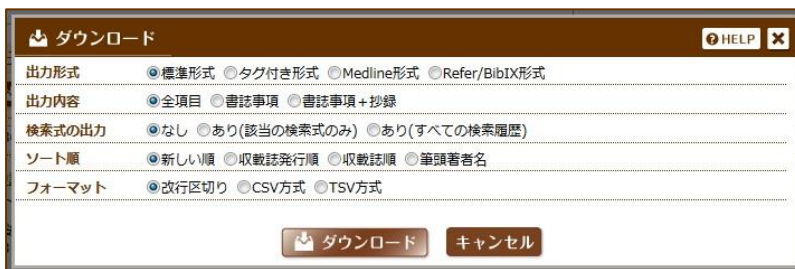 ダウンロード HELP
出力形式 標準形式 タグ付き形式 Medline形式 Refer/BibIX形式
出力内容 全項目 書誌事項 書誌事項+抄録
検索式の出力 なし あり(該当の検索式のみ) あり(すべての検索履歴)
ソート順 新しい順 収載誌発行順 収載誌順 筆頭著者名
フォーマット 改行区切り CSV方式 TSV方式
ダウンロード キャンセル